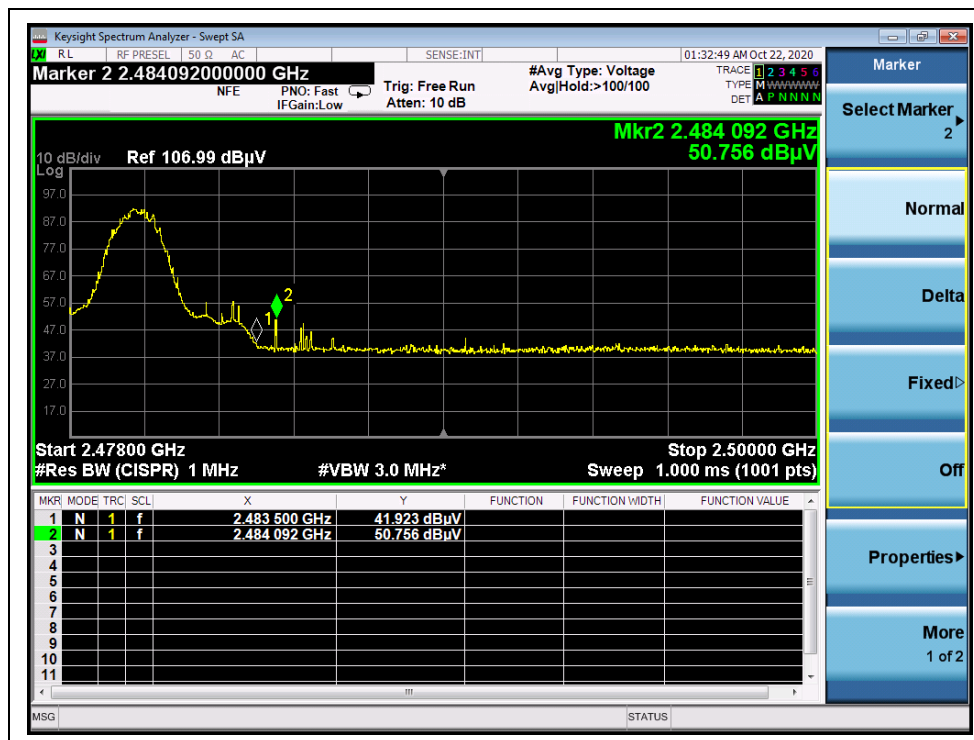 Keysight Spectrum Analyzer - Swept SA
LXI RL RF PRESEL 50 Ω AC SENSE:INT 01:32:49 AM Oct 22, 2020
Marker 2 2.484092000000 GHz
NFE
PNO: Fast
IFGain:Low
Trig: Free Run
Atten: 10 dB
#Avg Type: Voltage
Avg|Hold:>100/100
TRACE 1 2 3 4 5 6
TYPE M W W W W W
DET A P N N N N
Mkr2 2.484 092 GHz
50.756 dBµV
10 dB/div Ref 106.99 dBµV
Log
97.0
87.0
77.0
67.0
57.0
47.0
37.0
27.0
17.0
1
2
Start 2.47800 GHz Stop 2.50000 GHz
#Res BW (CISPR) 1 MHz #VBW 3.0 MHz* Sweep 1.000 ms (1001 pts)
MKR MODE TRC SCL X Y FUNCTION FUNCTION WIDTH FUNCTION VALUE
1 N 1 f 2.483 500 GHz 41.923 dBµV
2 N 1 f 2.484 092 GHz 50.756 dBµV
3
4
5
6
7
8
9
10
11
MSG STATUS
Marker
Select Marker
2
Normal
Delta
Fixed
Off
Properties
More
1 of 2